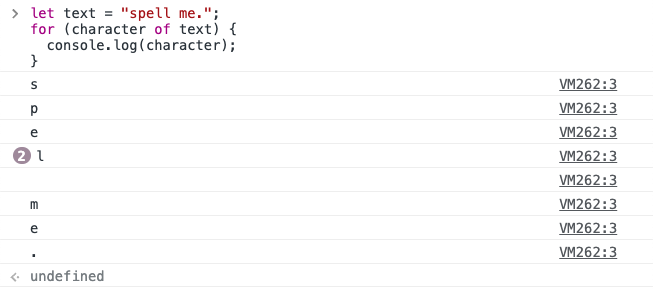 let text = "spell me.";
for (character of text) {
  console.log(character);
}
s VM262:3
p VM262:3
e VM262:3
2 l VM262:3
VM262:3
m VM262:3
e VM262:3
. VM262:3
undefined